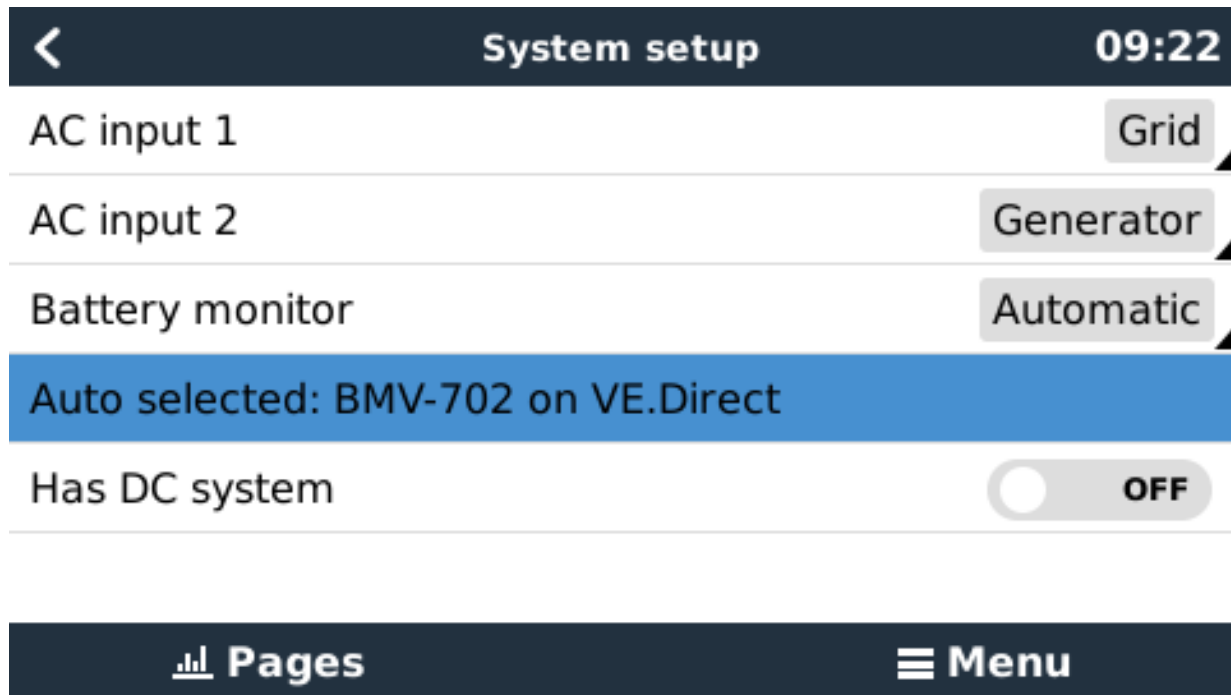 System setup 09:22
AC input 1 Grid
AC input 2 Generator
Battery monitor Automatic
Auto selected: BMV-702 on VE.Direct
Has DC system OFF
Pages Menu